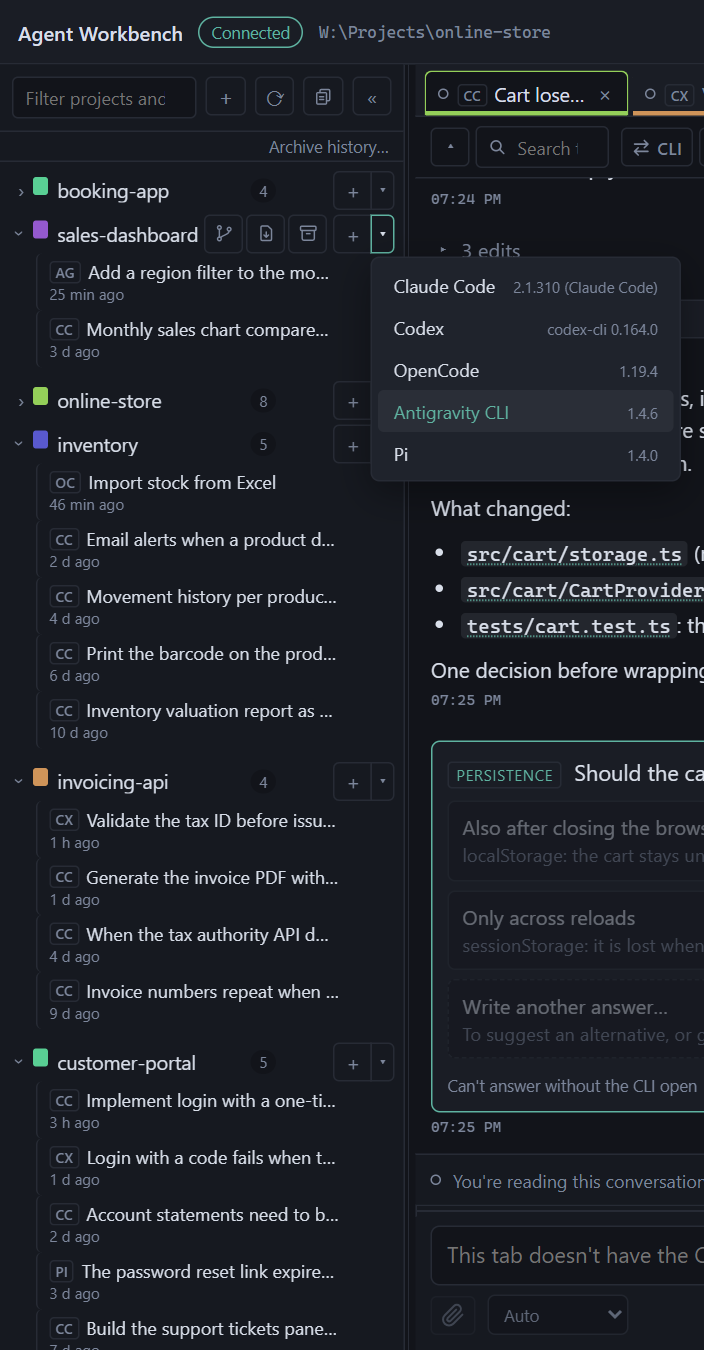 Agent Workbench Connected W:\Projects\online-store
Filter projects anc + «
Archive history...
› booking-app 4 +
sales-dashboard +
AG Add a region filter to the mo...
25 min ago
CC Monthly sales chart compare...
3 d ago
› online-store 8 +
inventory 5 +
OC Import stock from Excel
46 min ago
CC Email alerts when a product d...
2 d ago
CC Movement history per produc...
4 d ago
CC Print the barcode on the prod...
6 d ago
CC Inventory valuation report as ...
10 d ago
invoicing-api 4 +
CX Validate the tax ID before issu...
1 h ago
CC Generate the invoice PDF with...
1 d ago
CC When the tax authority API d...
4 d ago
CC Invoice numbers repeat when ...
9 d ago
customer-portal 5 +
CC Implement login with a one-ti...
3 h ago
CX Login with a code fails when t...
1 d ago
CC Account statements need to b...
2 d ago
PI The password reset link expire...
3 d ago
CC Build the support tickets pane...
7 d ago
CC Cart lose... × CX
Search CLI
07:24 PM
3 edits
Claude Code 2.1.310 (Claude Code)
Codex codex-cli 0.164.0
OpenCode 1.19.4
Antigravity CLI 1.4.6
Pi 1.4.0
What changed:
• src/cart/storage.ts
• src/cart/CartProvider
• tests/cart.test.ts: th
One decision before wrapping
07:25 PM
PERSISTENCE Should the ca
Also after closing the brows
localStorage: the cart stays un
Only across reloads
sessionStorage: it is lost when
Write another answer...
To suggest an alternative, or g
Can't answer without the CLI open
07:25 PM
You're reading this conversation
This tab doesn't have the C
Auto